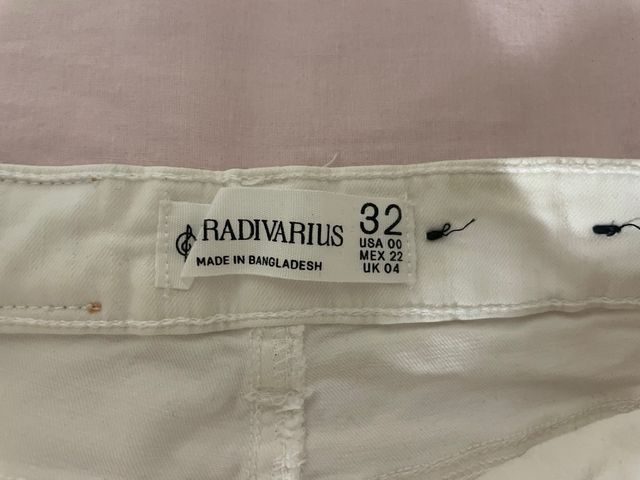 RADIVARIUS
MADE IN BANGLADESH
32
USA 00
MEX 22
UK 04